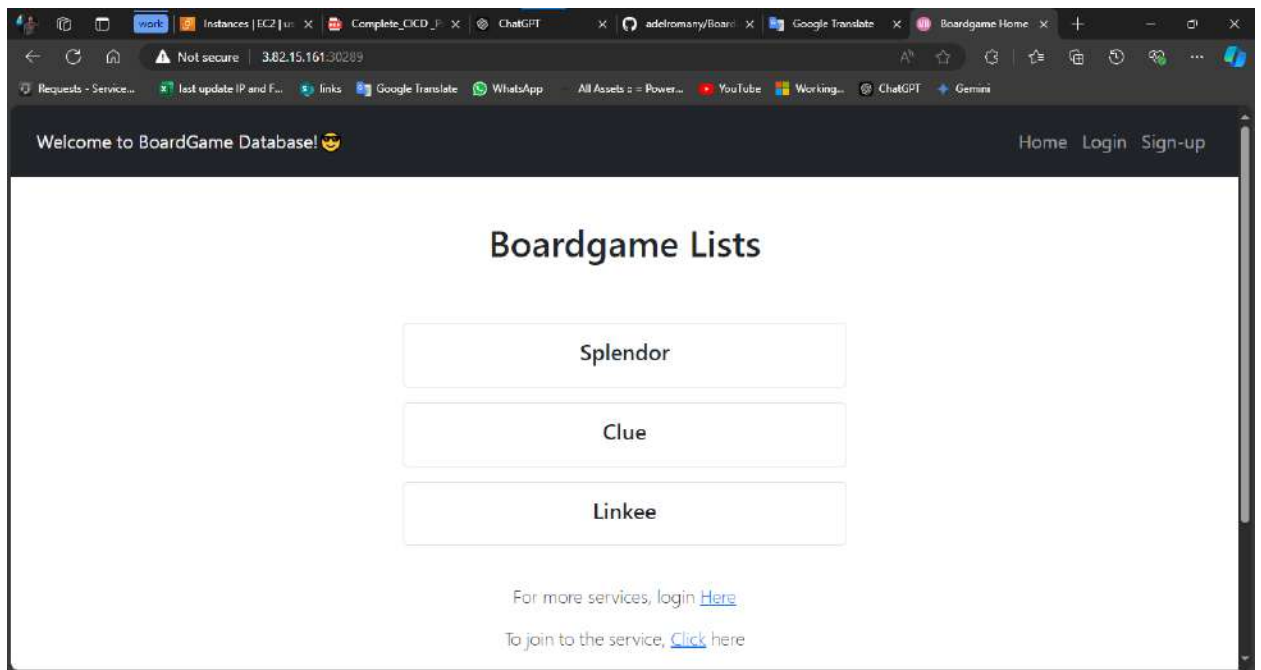 work Instances | EC2 | us Complete_CICD_P ChatGPT adelromany/Board Google Translate Boardgame Home
Not secure 3.82.15.161:30289
Requests - Service... last update IP and F... links Google Translate WhatsApp All Assets :: = Power... YouTube Working... ChatGPT Gemini
Welcome to BoardGame Database! 😎 Home Login Sign-up
Boardgame Lists
Splendor
Clue
Linkee
For more services, login Here
To join to the service, Click here